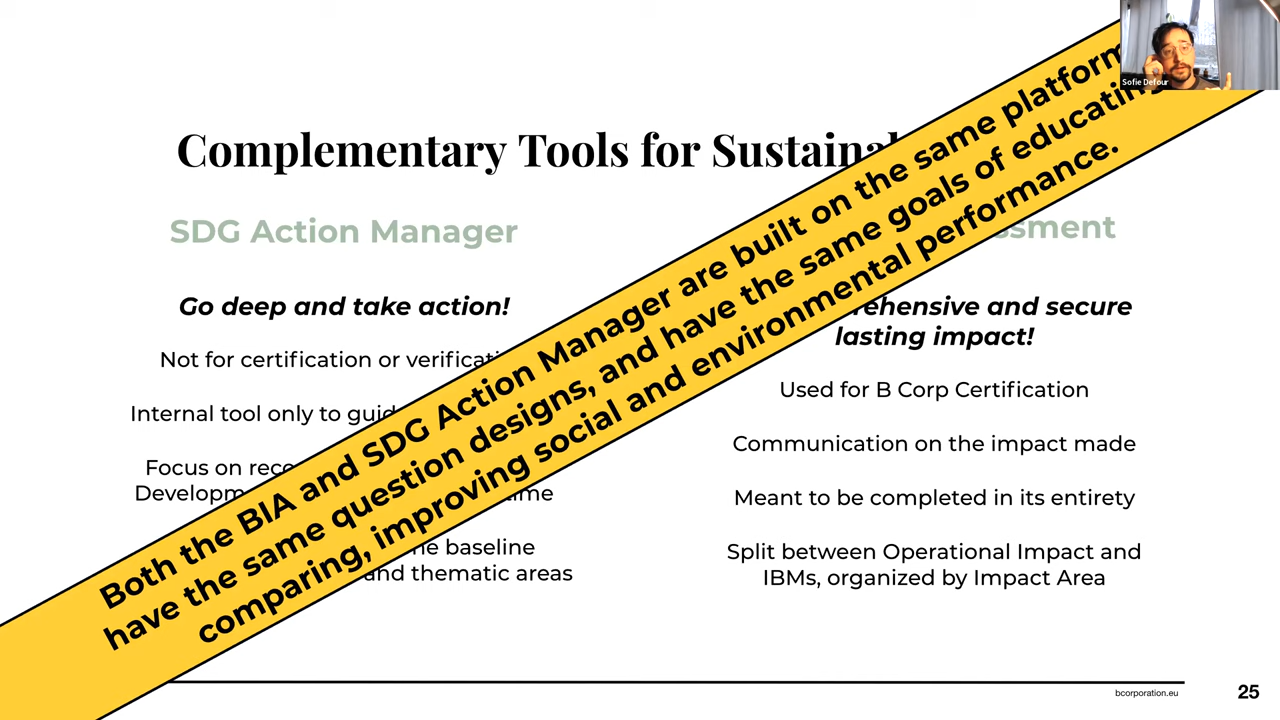 Complementary Tools for Sustainal
SDG Action Manager
Go deep and take action!
Not for certification or verificati
Internal tool only to guid
Focus on reco
Developm
time
he baseline
and thematic areas
Both the BIA and SDG Action Manager are built on the same platform
have the same question designs, and have the same goals of educating
comparing, improving social and environmental performance.
ssment
rehensive and secure
lasting impact!
Used for B Corp Certification
Communication on the impact made
Meant to be completed in its entirety
Split between Operational Impact and
IBMs, organized by Impact Area
Sofie Defour
bcorporation.eu
25